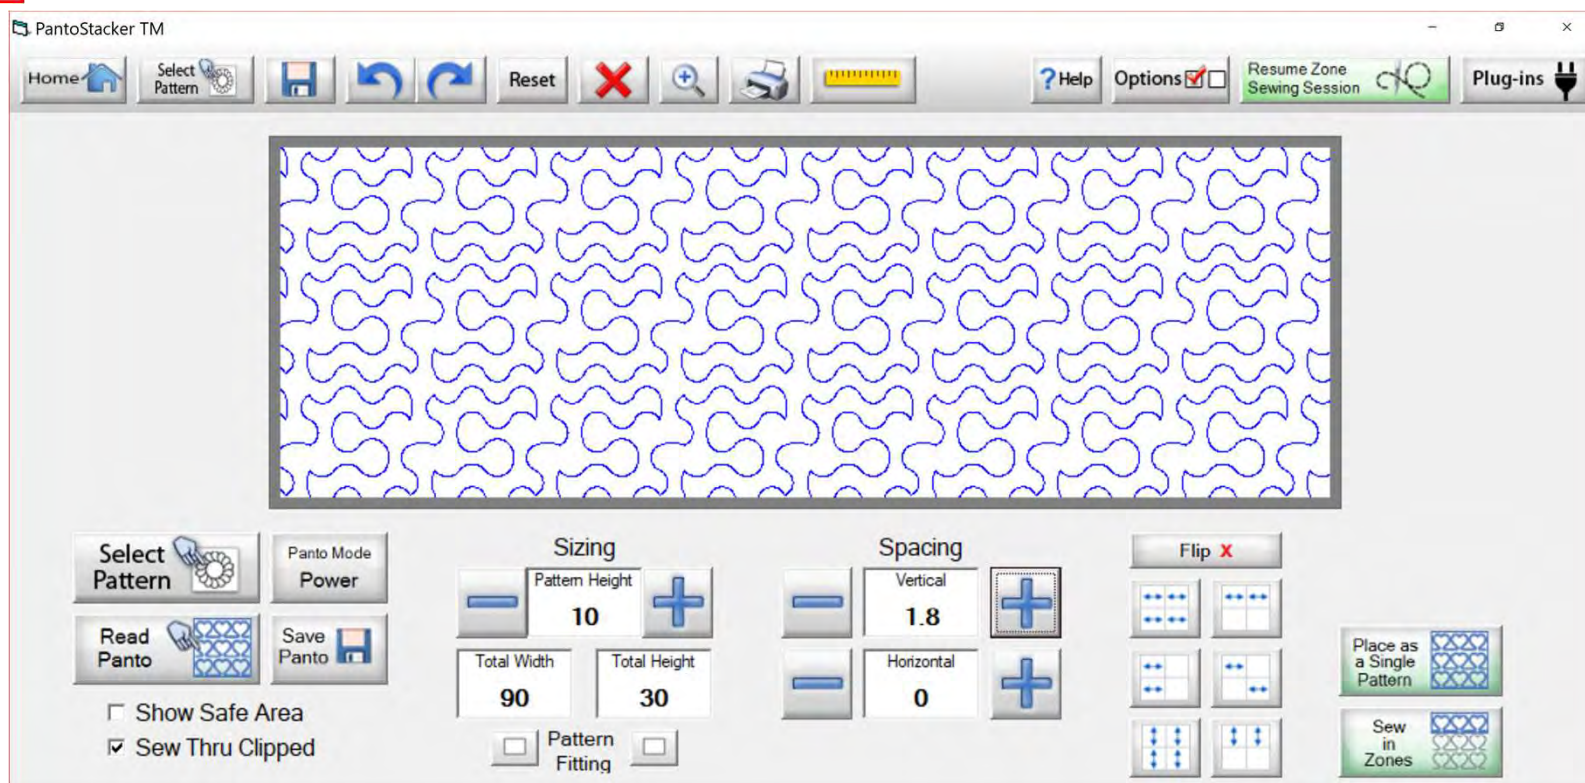 PantoStacker TM
Home
Select
Pattern
Reset
? Help
Options
Resume Zone
Sewing Session
Plug-ins
Select
Pattern
Panto Mode
Power
Read
Panto
Save
Panto
Show Safe Area
Sew Thru Clipped
Sizing
Pattern Height
10
Total Width
90
Total Height
30
Pattern
Fitting
Spacing
Vertical
1.8
Horizontal
0
Flip X
Place as
a Single
Pattern
Sew
in
Zones